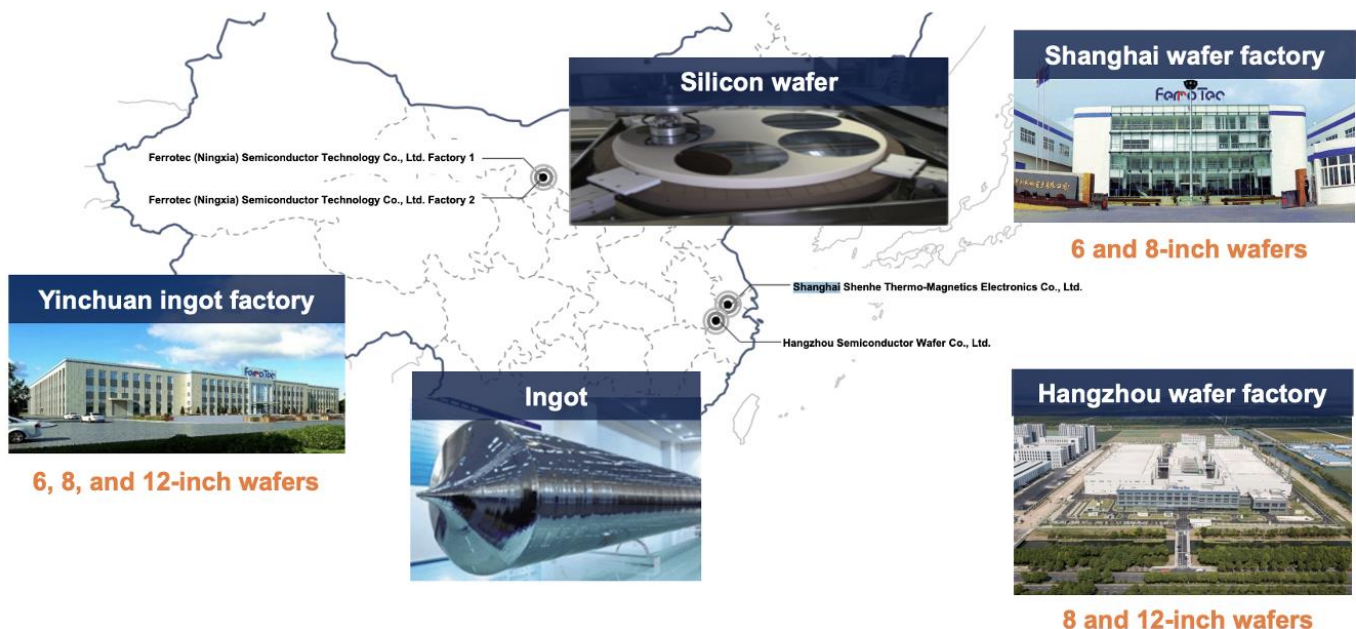 Silicon wafer
Shanghai wafer factory
FerroTec
6 and 8-inch wafers
Ferrotec (Ningxia) Semiconductor Technology Co., Ltd. Factory 1
Ferrotec (Ningxia) Semiconductor Technology Co., Ltd. Factory 2
Yinchuan ingot factory
FerroTec
6, 8, and 12-inch wafers
Shanghai Shenhe Thermo-Magnetics Electronics Co., Ltd.
Hangzhou Semiconductor Wafer Co., Ltd.
Ingot
Hangzhou wafer factory
8 and 12-inch wafers